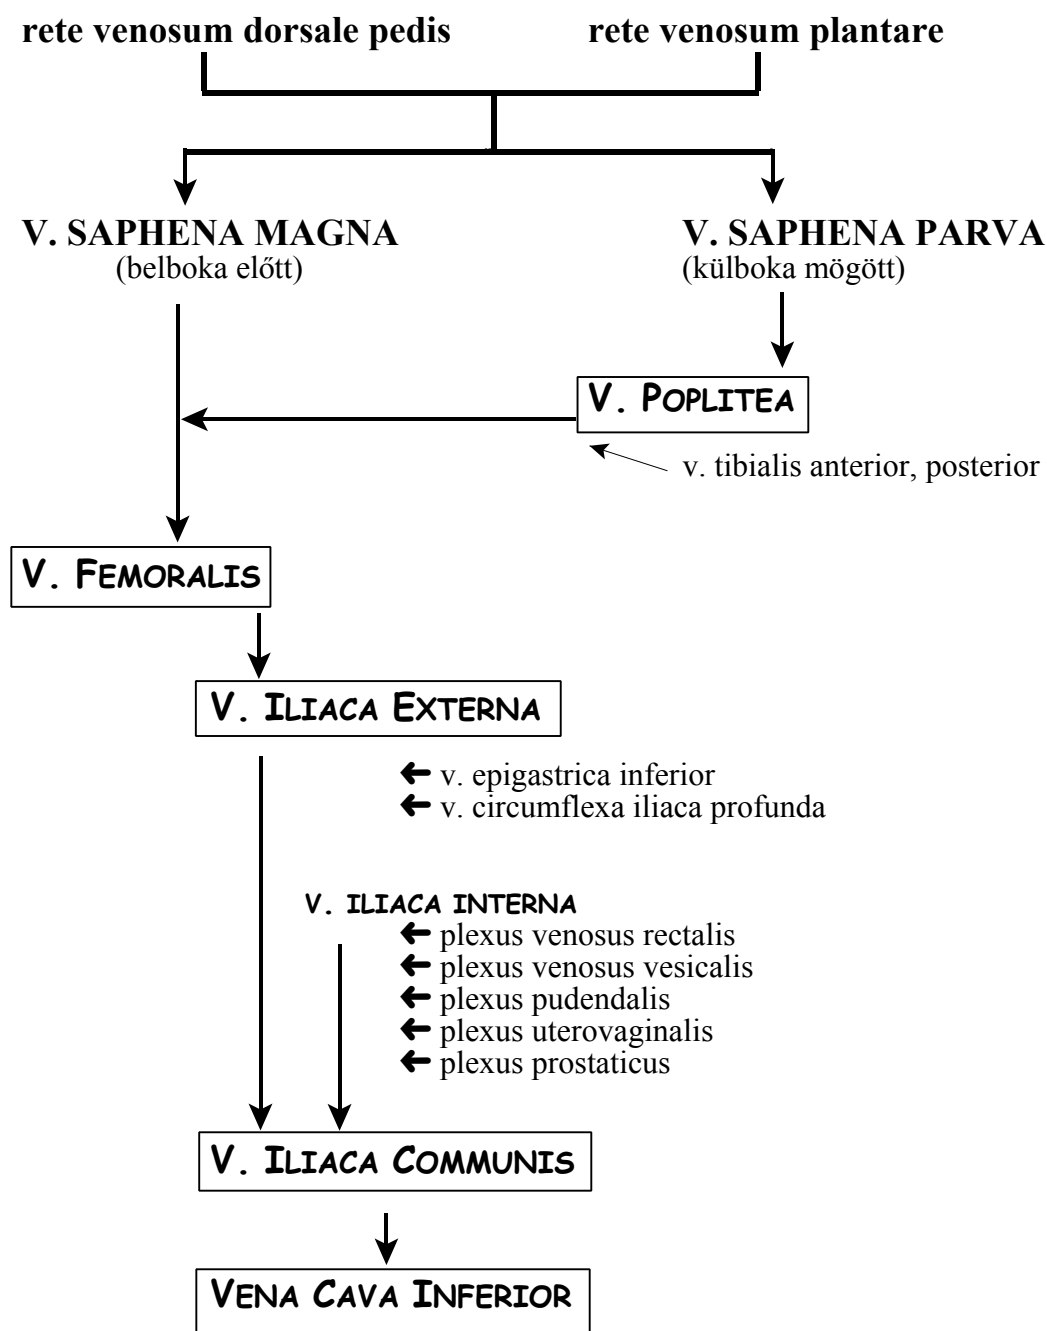 rete venosum dorsale pedis rete venosum plantare
V. SAPHENA MAGNA V. SAPHENA PARVA
(belboka előtt) (külboka mögött)
V. POPLITEA
v. tibialis anterior, posterior
V. FEMORALIS
V. ILIACA EXTERNA
🡰 v. epigastrica inferior
🡰 v. circumflexa iliaca profunda
V. ILIACA INTERNA
🡰 plexus venosus rectalis
🡰 plexus venosus vesicalis
🡰 plexus pudendalis
🡰 plexus uterovaginalis
🡰 plexus prostaticus
V. ILIACA COMMUNIS
VENA CAVA INFERIOR